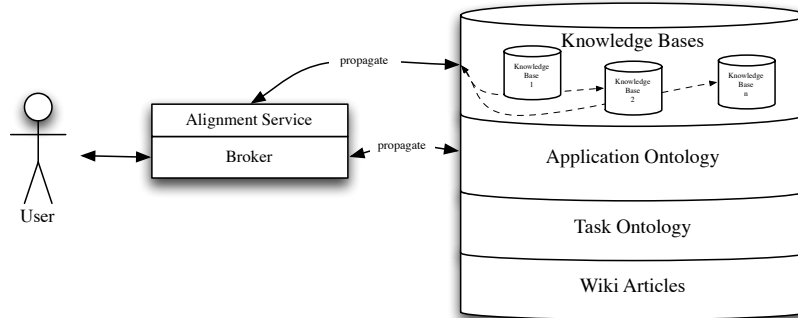 Knowledge Bases
propagate
Knowledge
Base
1
Knowledge
Base
2
Knowledge
Base
n
Alignment Service
Broker
propagate
Application Ontology
User
Task Ontology
Wiki Articles